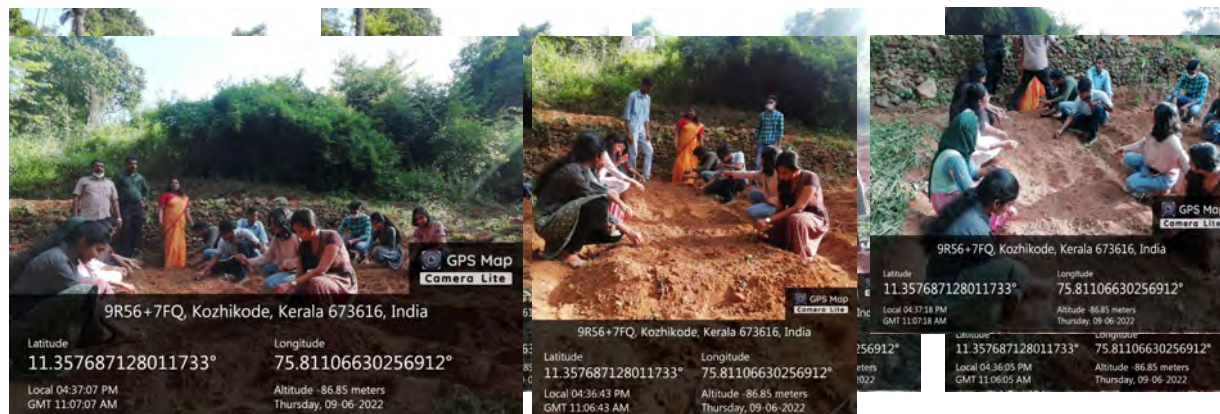 GPS Map
Camera Lite
9R56+7FQ, Kozhikode, Kerala 673616, India
Latitude
11.357687128011733°
Longitude
75.81106630256912°
Local 04:37:07 PM
GMT 11:07:07 AM
Altitude -86.85 meters
Thursday, 09-06-2022
GPS Map
Camera Lite
9R56+7FQ, Kozhikode, Kerala 673616, India
Latitude
11.357687128011733°
Longitude
75.81106630256912°
Local 04:36:43 PM
GMT 11:06:43 AM
Altitude -86.85 meters
Thursday, 09-06-2022
GPS Ma
Camera Lite
9R56+7FQ, Kozhikode, Kerala 673616, India
Latitude
11.357687128011733°
Longitude
75.81106630256912°
Local 04:37:18 PM
GMT 11:07:18 AM
Altitude -86.85 meters
Thursday, 09-06-2022
256912°
eters
022
11.357687128011733°
75.81106630256912°
Local 04:36:05 PM
GMT 11:06:05 AM
Altitude -86.85 meters
Thursday, 09-06-2022